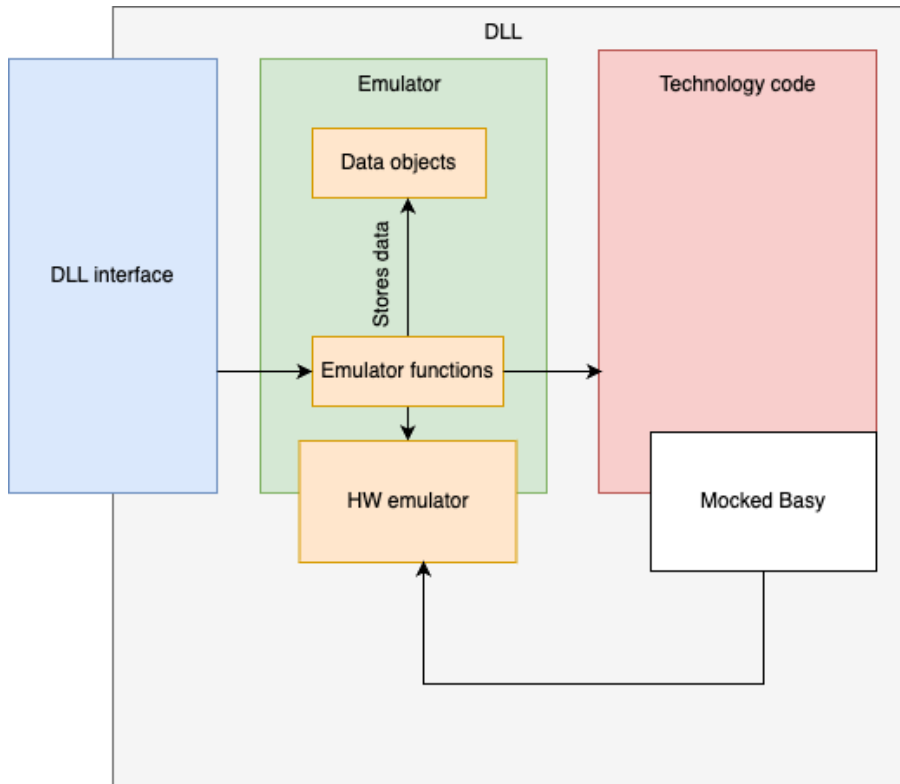 DLL
Emulator
Technology code
Data objects
DLL interface
Stores data
Emulator functions
HW emulator
Mocked Basy